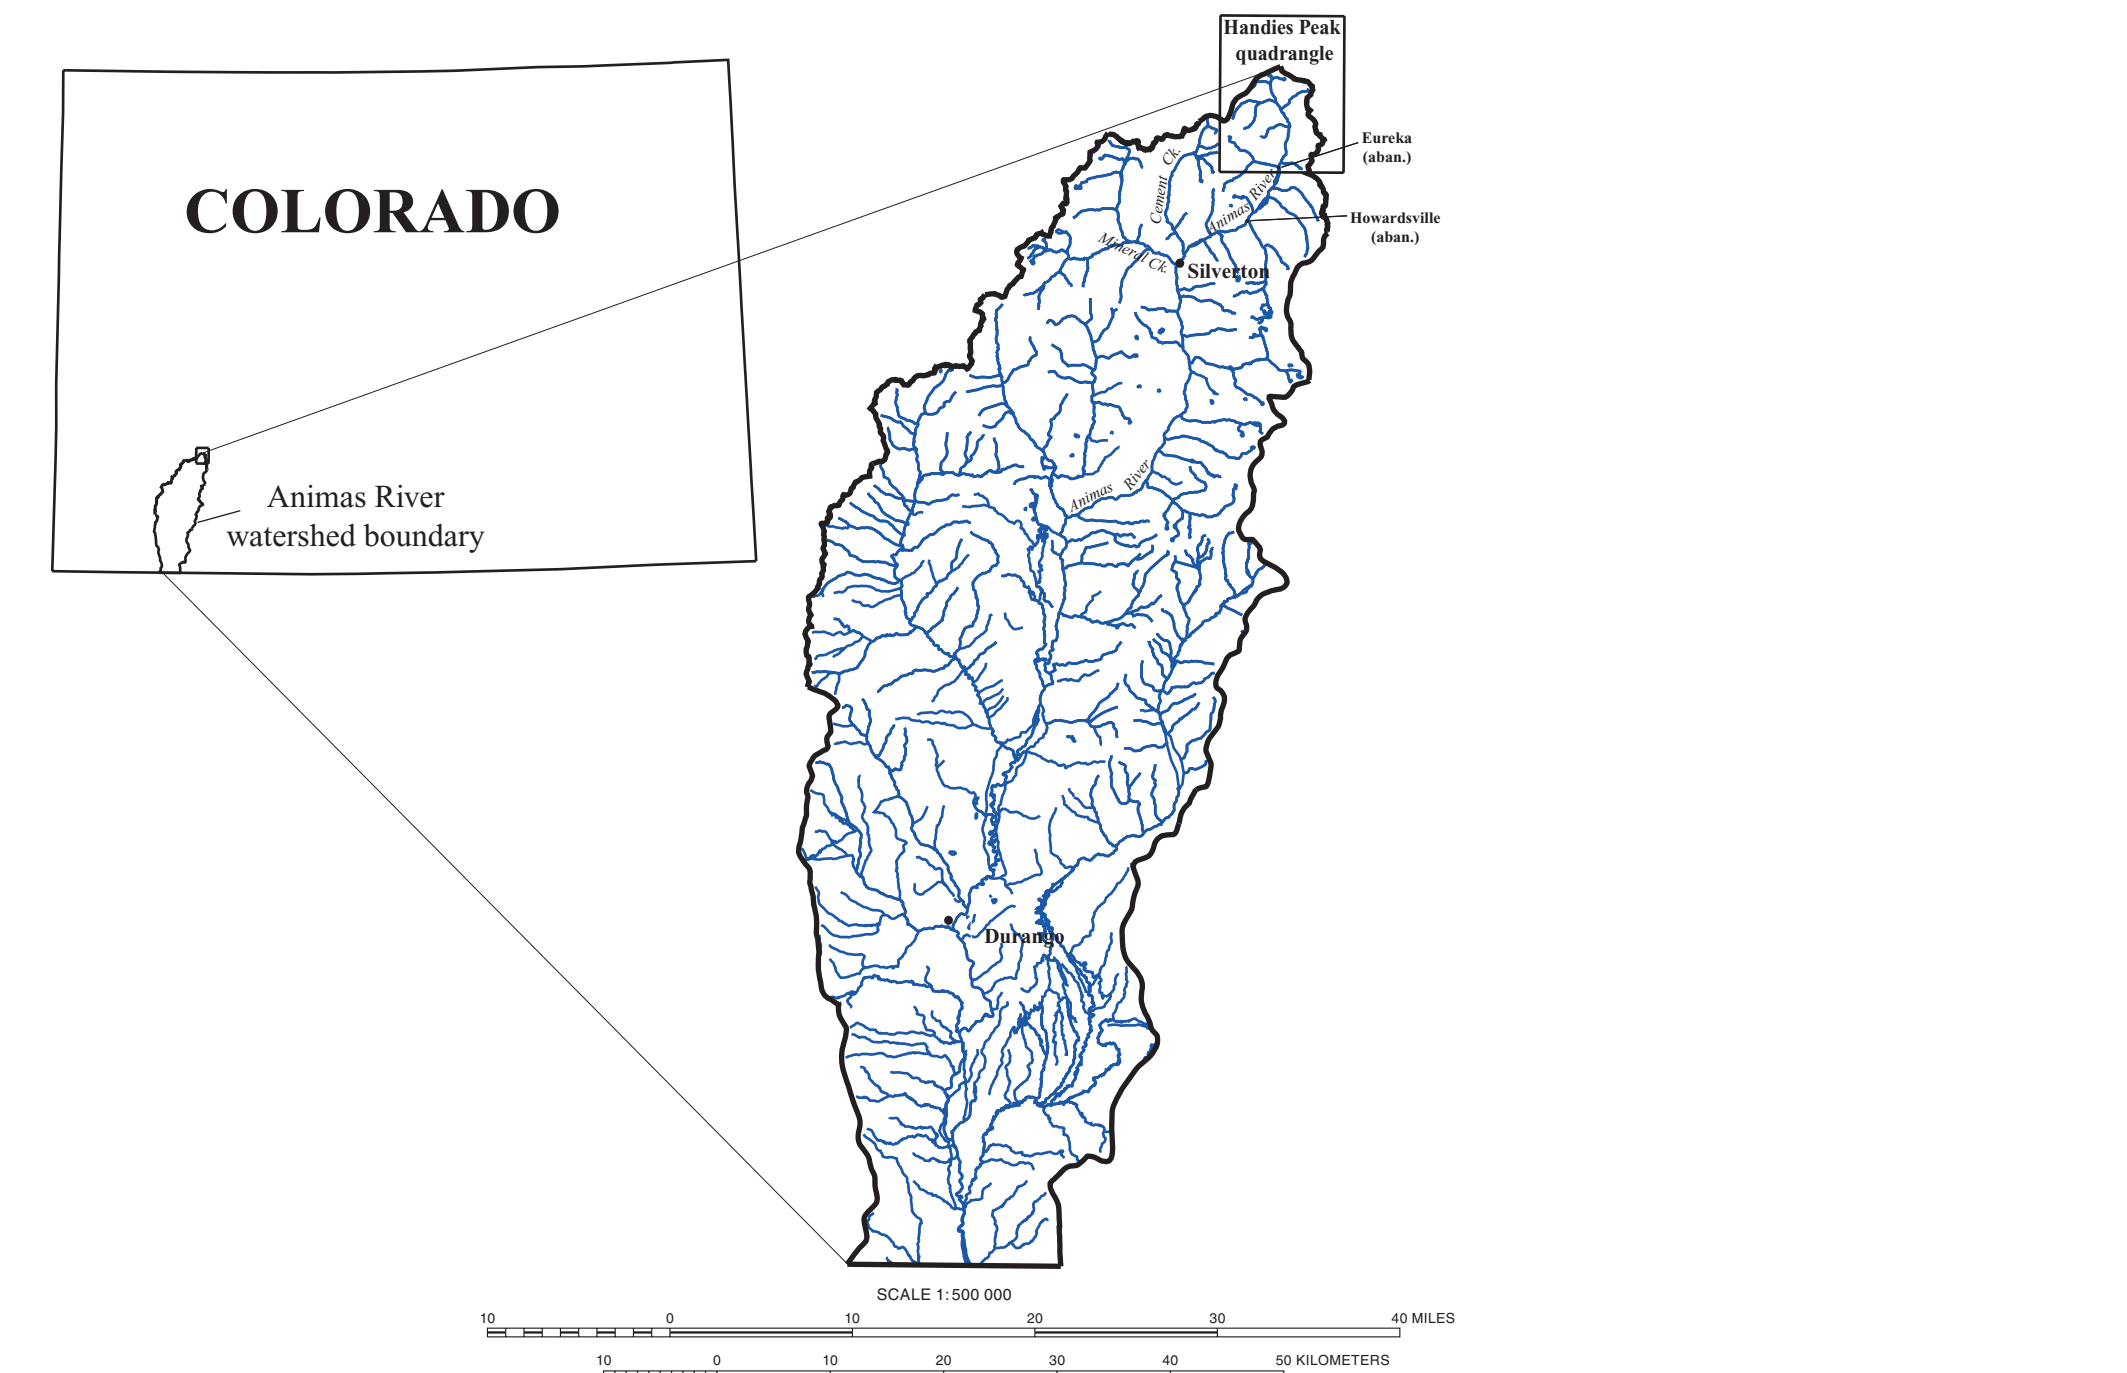 Handies Peak
quadrangle
COLORADO
Eureka
(aban.)
Cement Ck.
Animas River
Howardsville
(aban.)
Mineral Ck.
Silverton
Animas River
Animas River
watershed boundary
Durango
SCALE 1:500 000
10 0 10 20 30 40 MILES
10 0 10 20 30 40 50 KILOMETERS